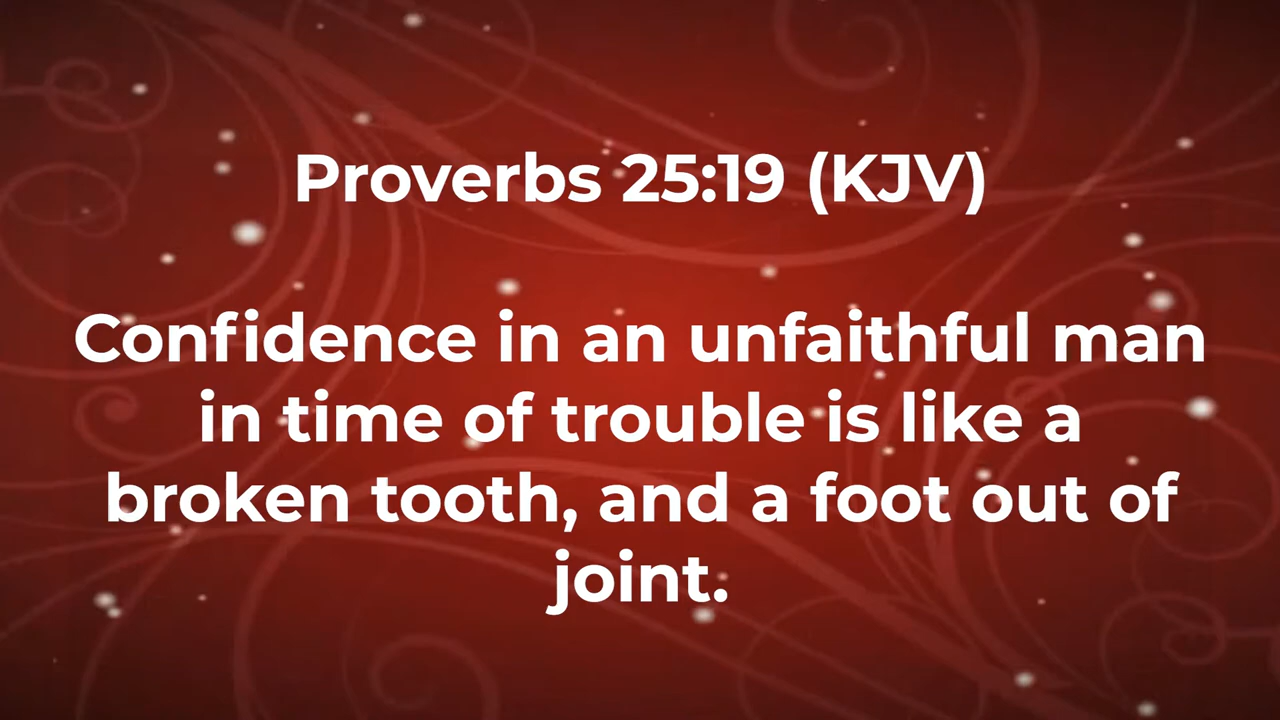 Proverbs 25:19 (KJV)
Confidence in an unfaithful man
in time of trouble is like a
broken tooth, and a foot out of
joint.